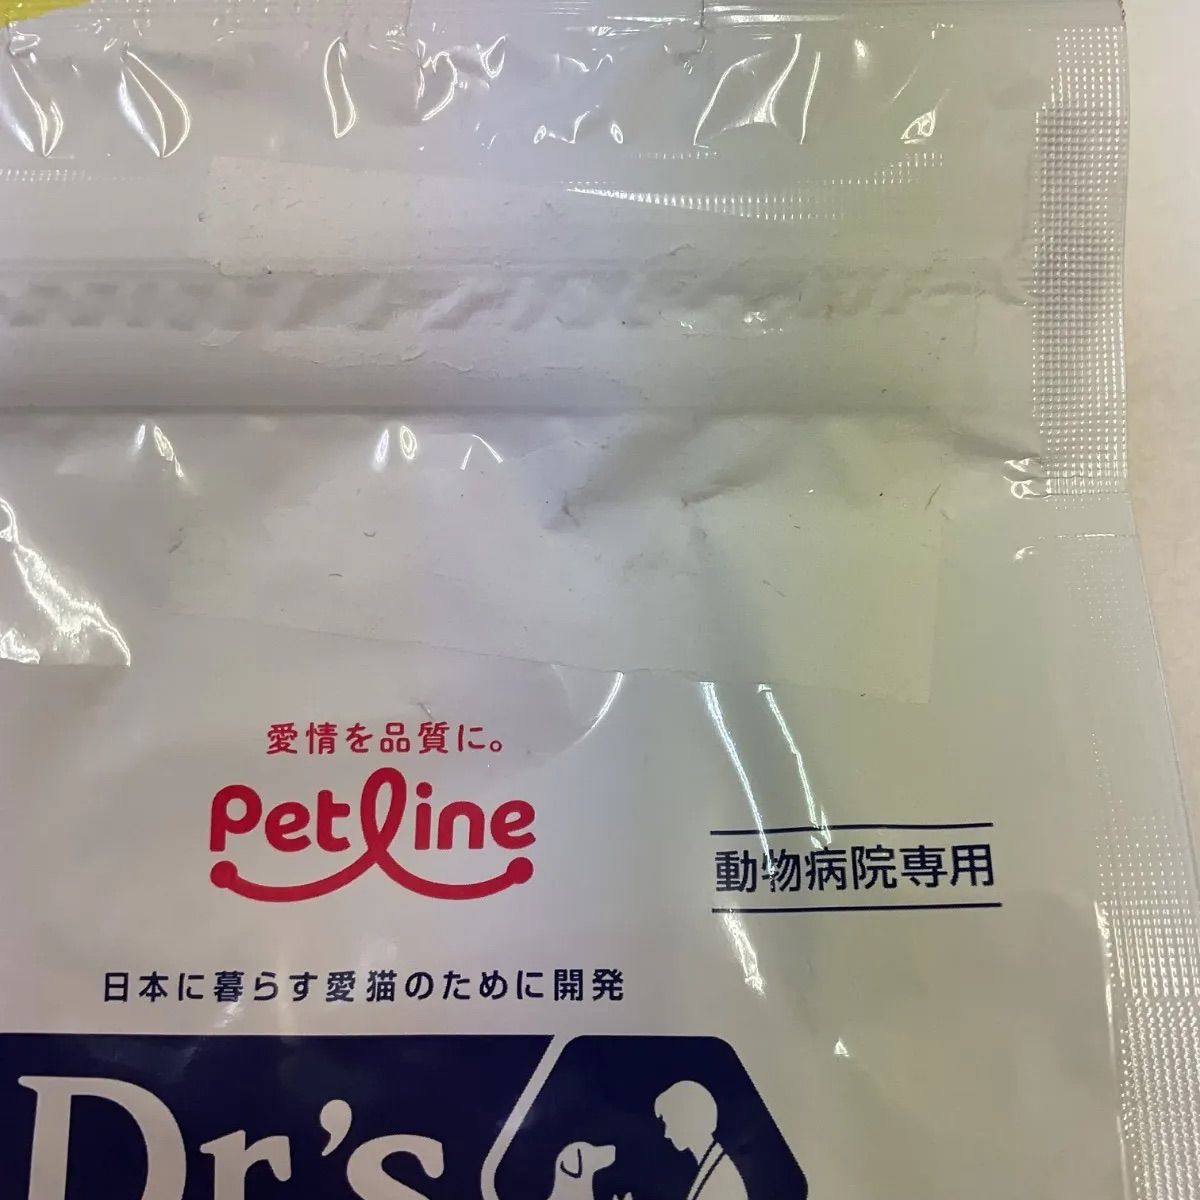 愛情を品質に。
Petline
動物病院専用
日本に暮らす愛猫のために開発
Dr's